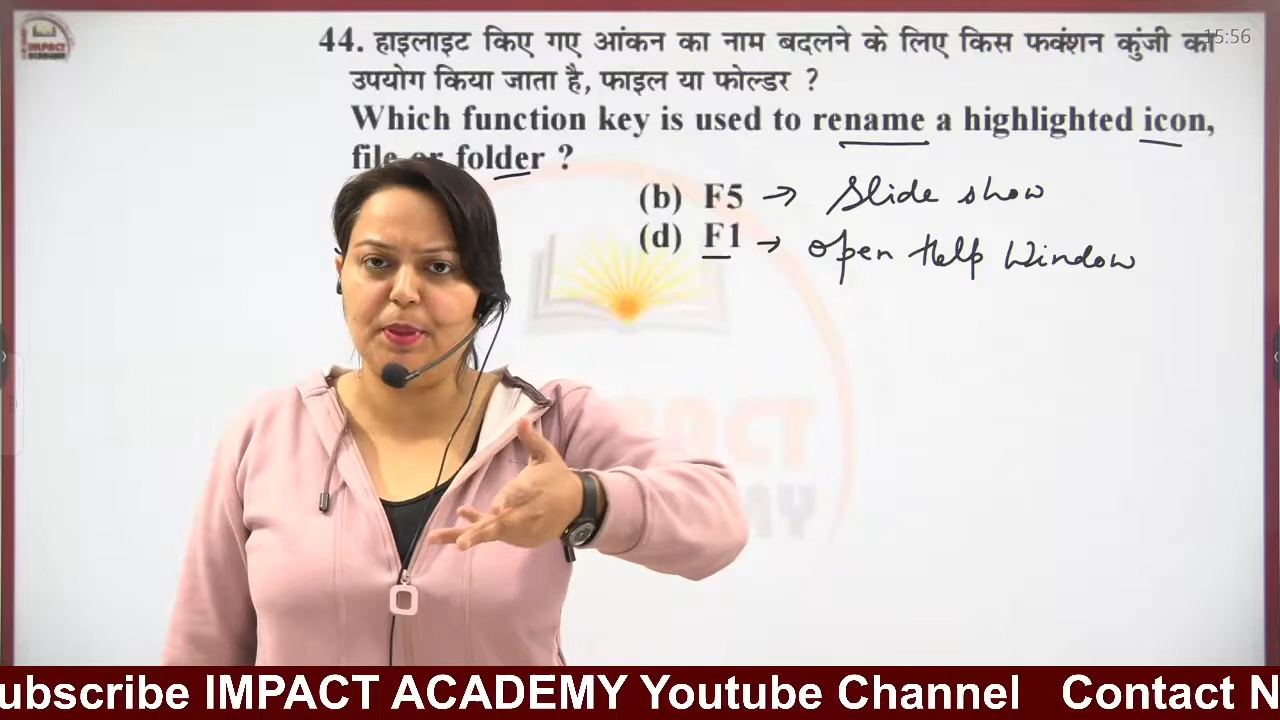 IMPACT
ACADEMY
15:56
44. हाइलाइट किए गए आंकन का नाम बदलने के लिए किस फक्शन कुंजी का
उपयोग किया जाता है, फाइल या फोल्डर ?
Which function key is used to rename a highlighted icon,
file or folder ?
(b) F5 → Slide show
(d) F1 → open Help Window
ubscribe IMPACT ACADEMY Youtube Channel Contact N